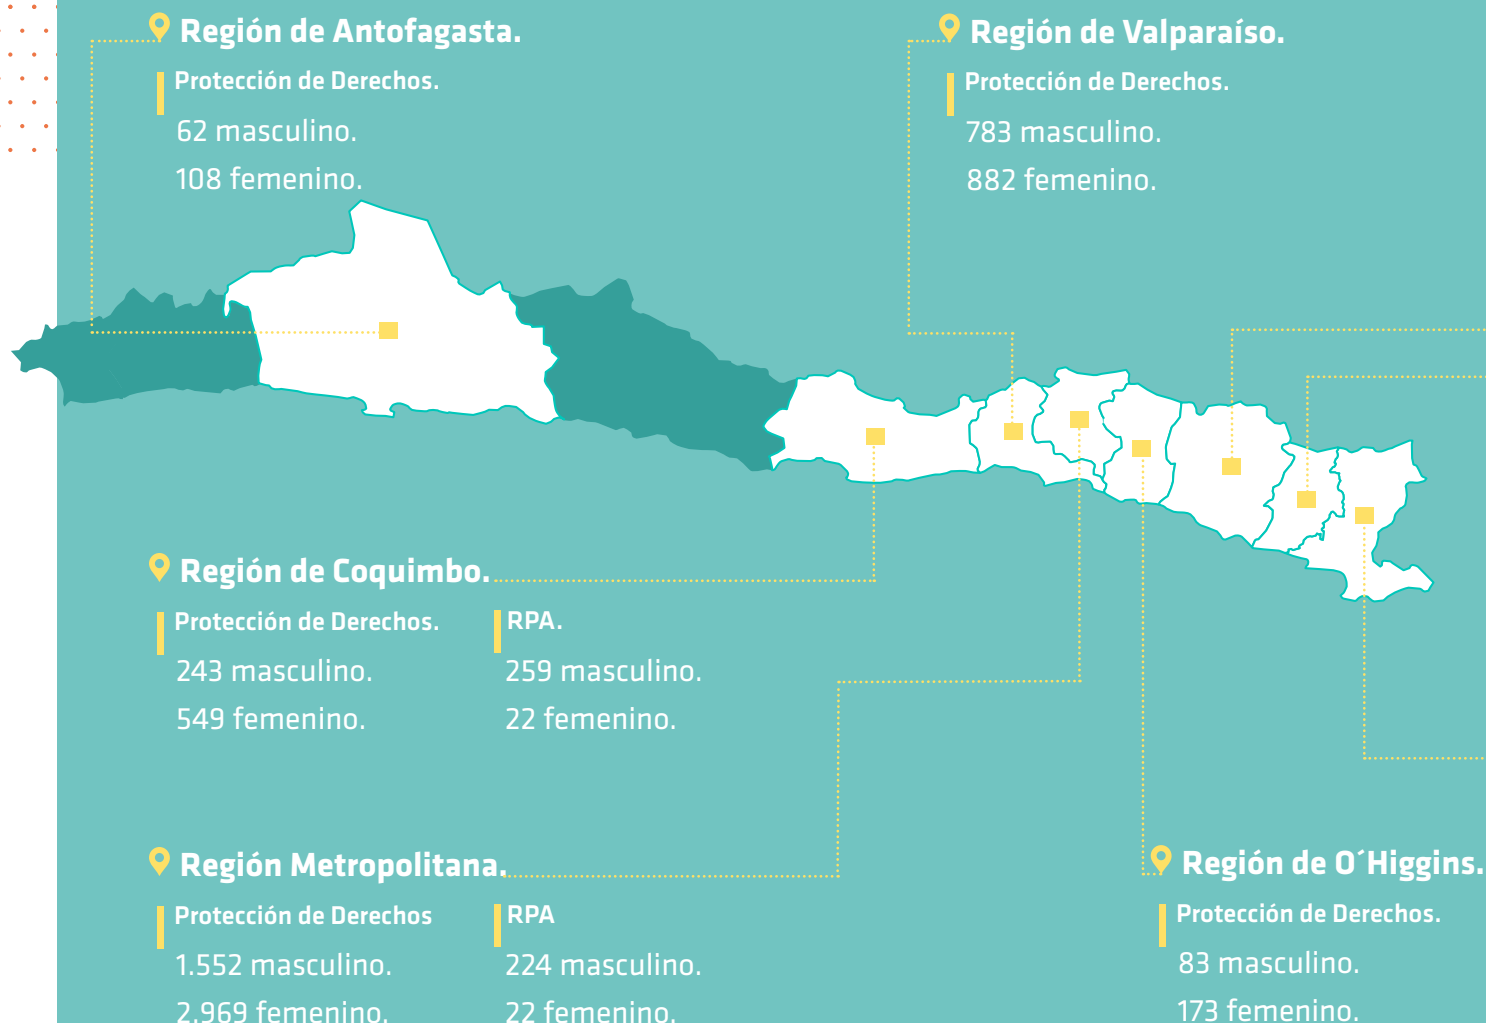 Región de Antofagasta.
Protección de Derechos.
62 masculino.
108 femenino.
Región de Valparaíso.
Protección de Derechos.
783 masculino.
882 femenino.
Región de Coquimbo.
Protección de Derechos.
243 masculino.
549 femenino.
RPA.
259 masculino.
22 femenino.
Región Metropolitana.
Protección de Derechos
1.552 masculino.
2.969 femenino.
RPA
224 masculino.
22 femenino.
Región de O´Higgins.
Protección de Derechos.
83 masculino.
173 femenino.